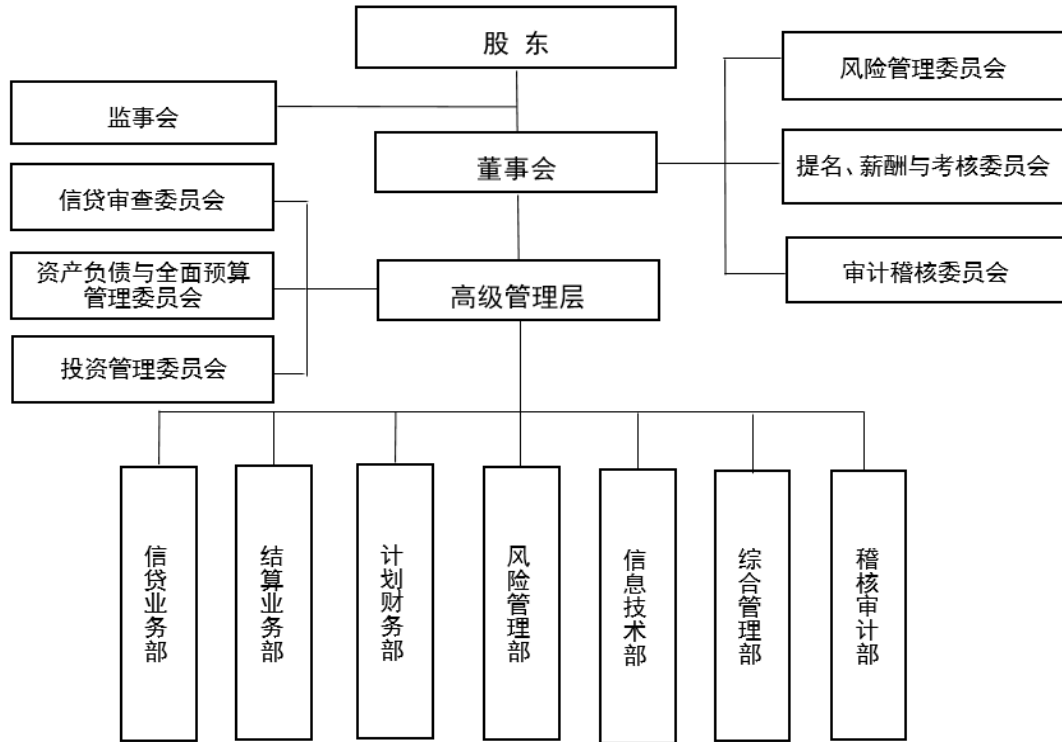 股 东
风险管理委员会
监事会
董事会
提名、薪酬与考核委员会
信贷审查委员会
审计稽核委员会
资产负债与全面预算
管理委员会
高级管理层
投资管理委员会
信贷业务部
结算业务部
计划财务部
风险管理部
信息技术部
综合管理部
稽核审计部